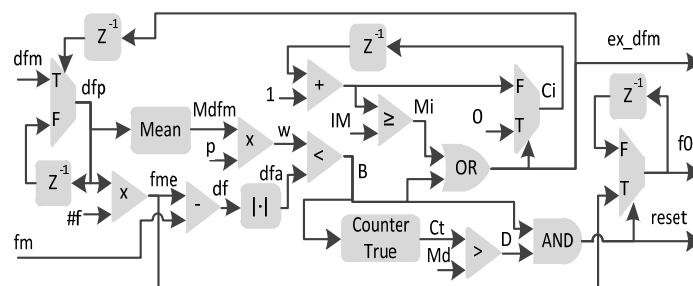 Z-1
Z-1
ex_dfm
dfm
T
dfp
F
Mean
Mdfm
p
x
w
1
+
IM
≥
Mi
0
F
T
Ci
Z-1
F
T
f0
Z-1
#f
x
fme
-
df
|·|
dfa
<
B
OR
fm
Counter
True
Ct
Md
>
D
AND
reset